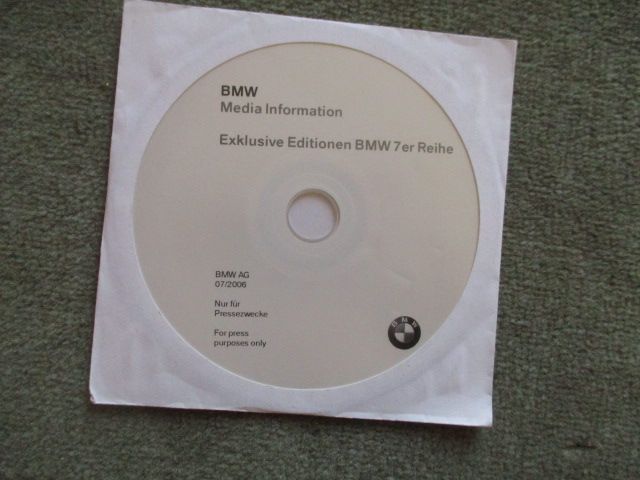 BMW
Media Information
Exklusive Editionen BMW 7er Reihe
BMW AG
07/2006
Nur für
Pressezwecke
For press
purposes only
BMW